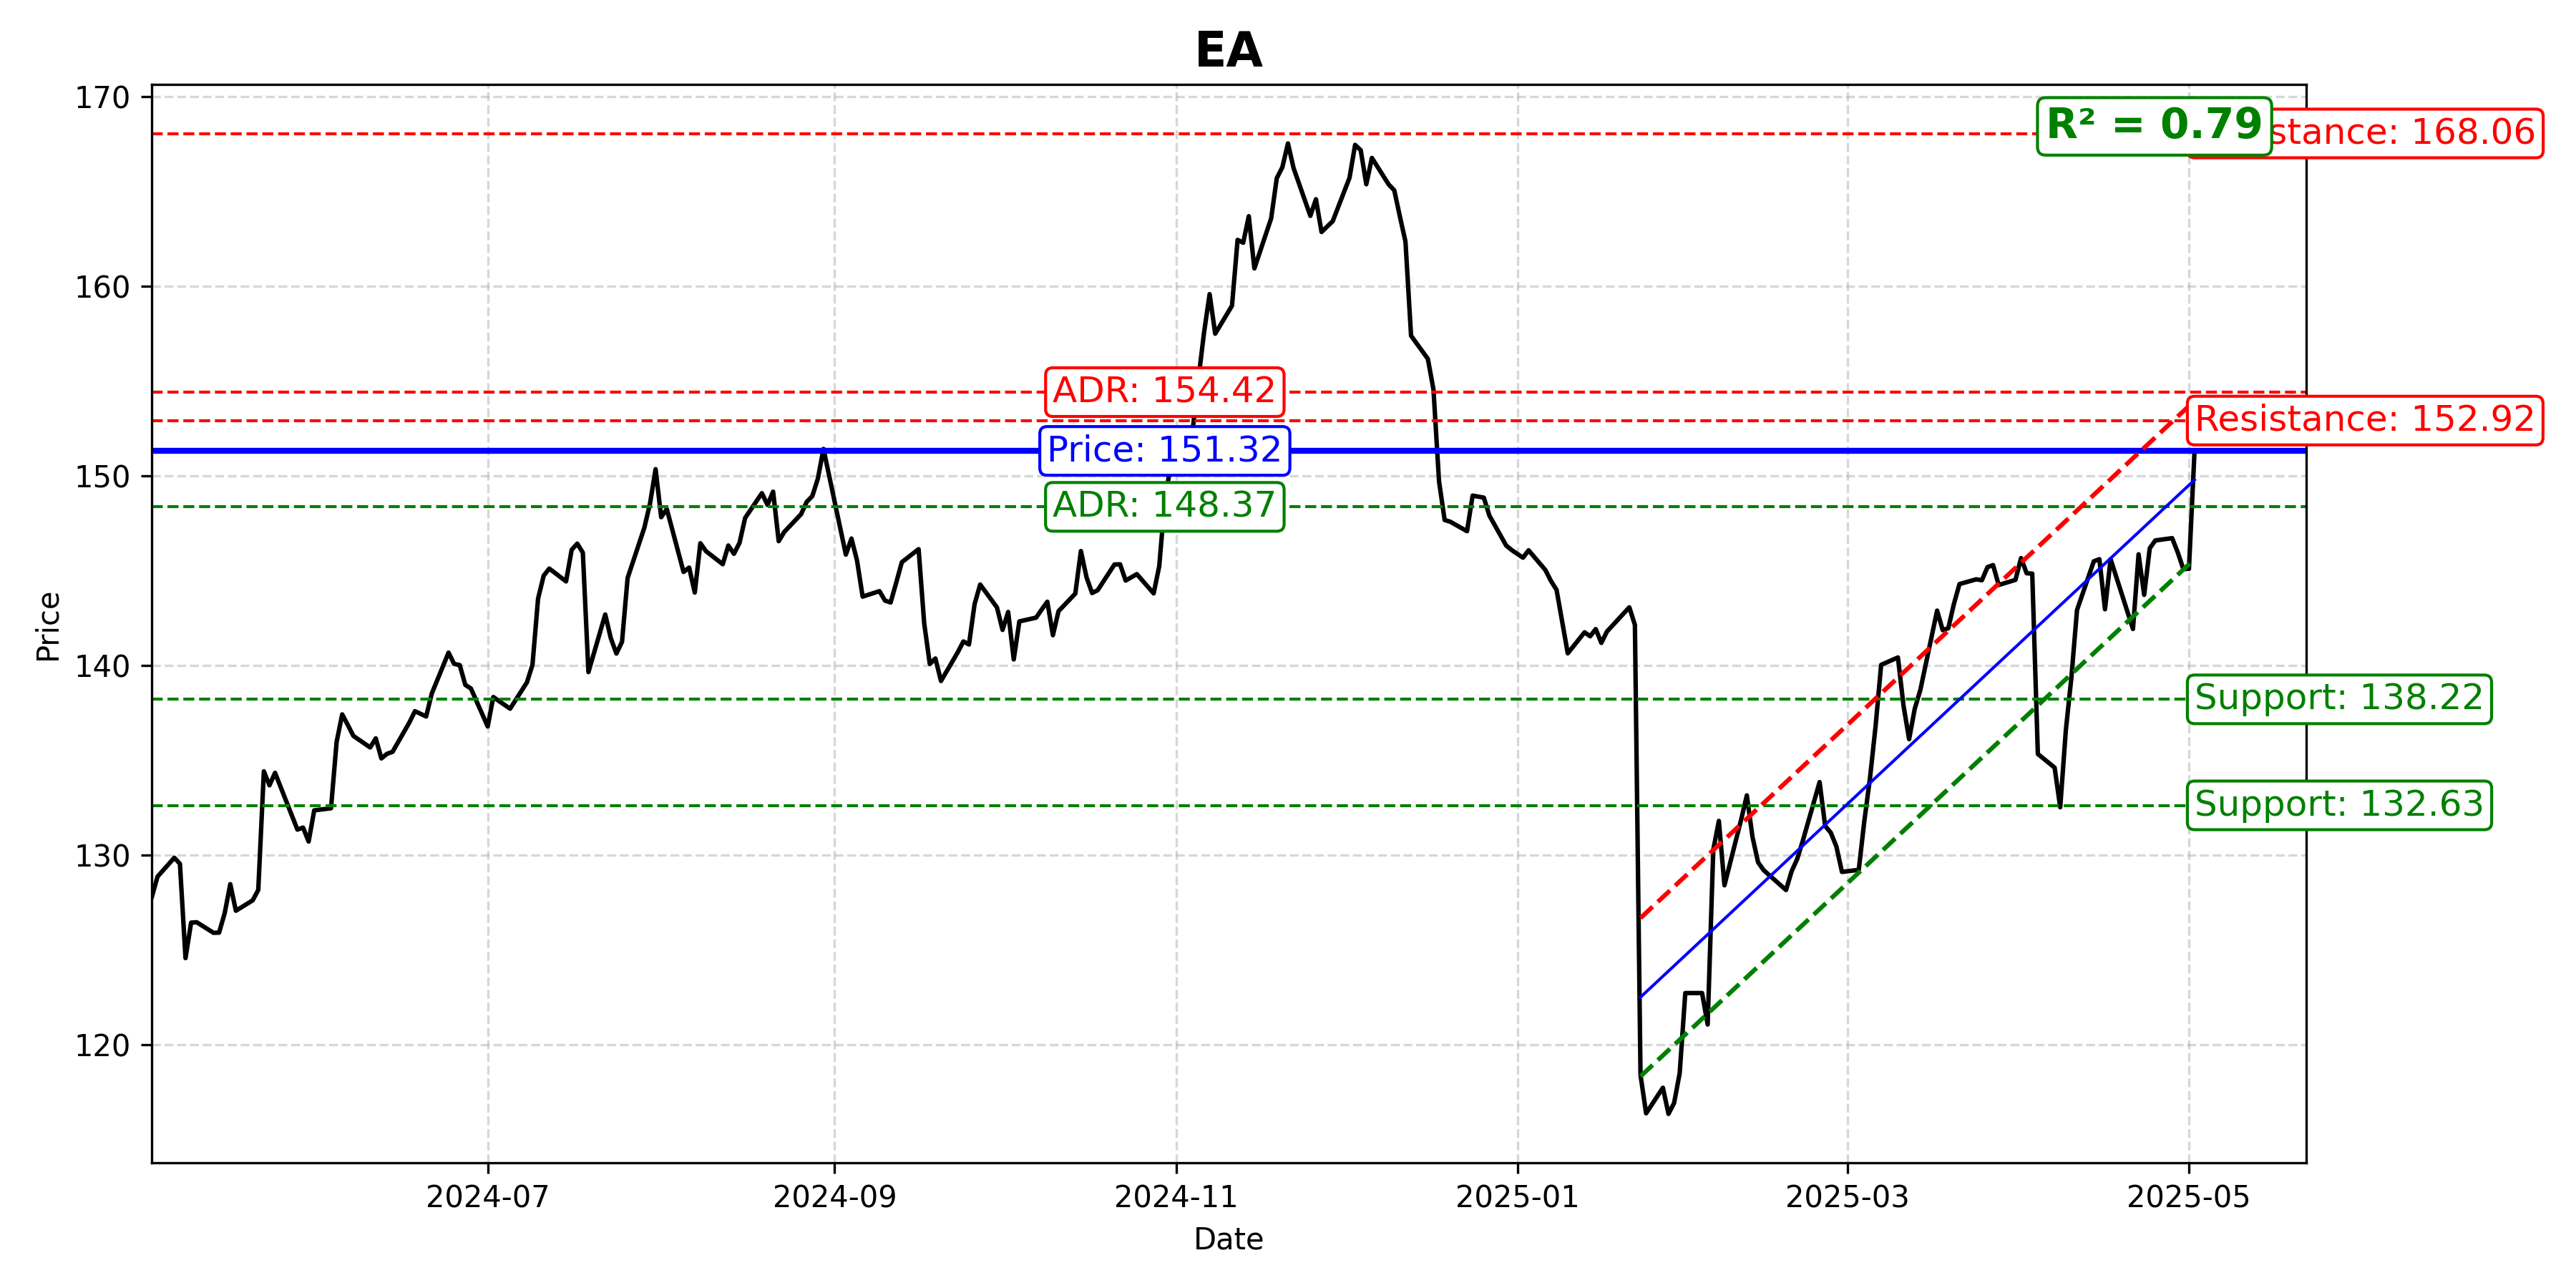 EA
170
160
150
140
130
120
Price
R² = 0.79
stance: 168.06
ADR: 154.42
Resistance: 152.92
Price: 151.32
ADR: 148.37
Support: 138.22
Support: 132.63
2024-07
2024-09
2024-11
2025-01
2025-03
2025-05
Date